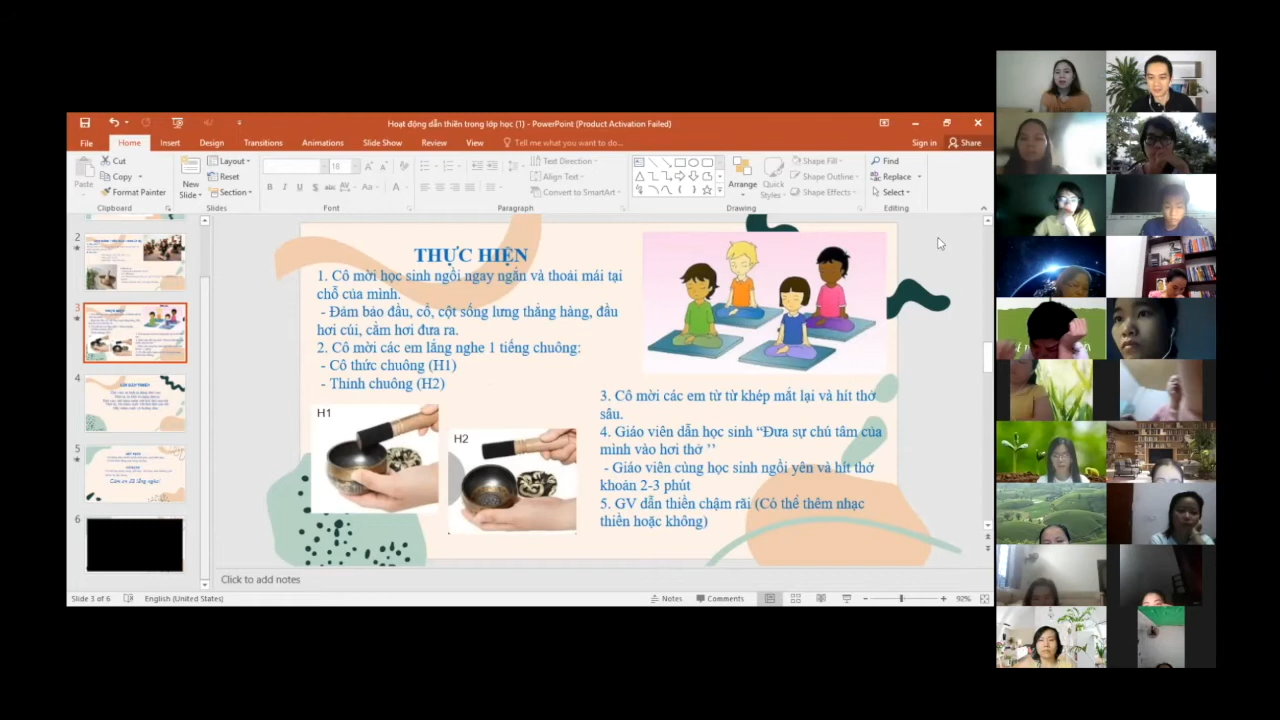 Hoạt động dẫn thiền trong lớp học (1) - PowerPoint (Product Activation Failed)
File Home Insert Design Transitions Animations Slide Show Review View Tell me what you want to do... Sign in Share
Paste
Cut
Copy
Format Painter
Clipboard
New Slide
Layout
Reset
Section
Slides
18
Font
Text Direction
Align Text
Convert to SmartArt
Paragraph
Arrange
Quick Styles
Shape Fill
Shape Outline
Shape Effects
Drawing
Find
Replace
Select
Editing
2
3
4
5
6
THỰC HIỆN
1. Cô mời học sinh ngồi ngay ngắn và thoải mái tại
chỗ của mình.
- Đảm bảo đầu, cổ, cột sống lưng thẳng hàng, đầu
hơi cúi, cằm hơi đưa ra.
2. Cô mời các em lắng nghe 1 tiếng chuông:
- Cô thức chuông (H1)
- Thỉnh chuông (H2)
H1
H2
3. Cô mời các em từ từ khép mắt lại và hít thở
sâu.
4. Giáo viên dẫn học sinh “Đưa sự chú tâm của
mình vào hơi thở ’’
- Giáo viên cùng học sinh ngồi yên và hít thở
khoản 2-3 phút
5. GV dẫn thiền chậm rãi (Có thể thêm nhạc
thiền hoặc không)
Click to add notes
Slide 3 of 6 English (United States) Notes Comments 92%